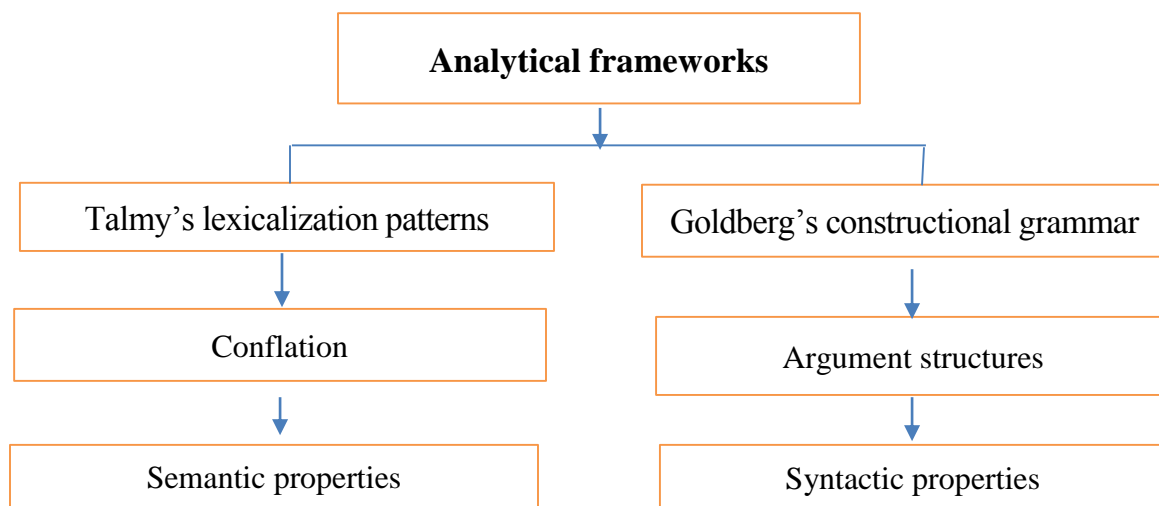 Analytical frameworks
Talmy’s lexicalization patterns
Goldberg’s constructional grammar
Conflation
Argument structures
Semantic properties
Syntactic properties